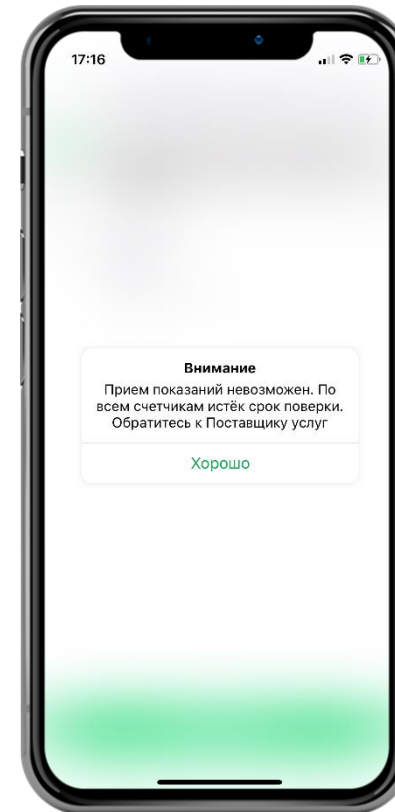 17:16
Внимание
Прием показаний невозможен. По
всем счетчикам истёк срок поверки.
Обратитесь к Поставщику услуг
Хорошо